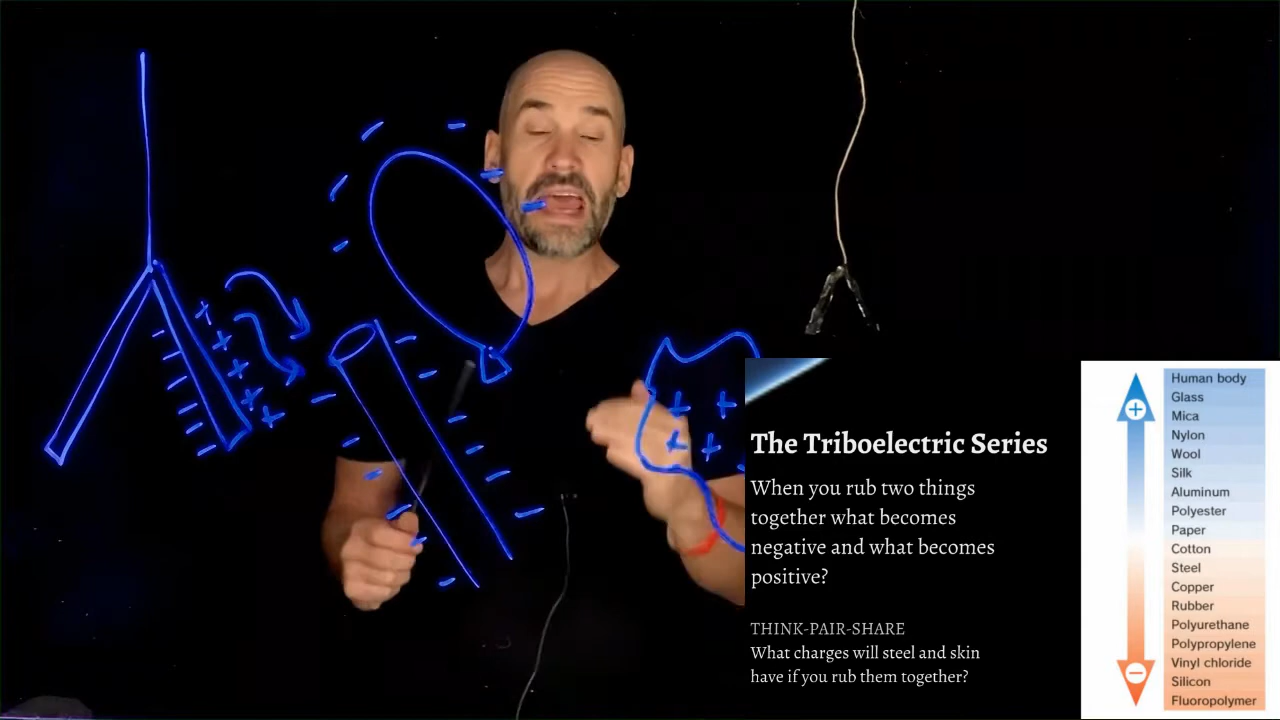 The Triboelectric Series
When you rub two things
together what becomes
negative and what becomes
positive?
THINK-PAIR-SHARE
What charges will steel and skin
have if you rub them together?
+
Human body
Glass
Mica
Nylon
Wool
Silk
Aluminum
Polyester
Paper
Cotton
Steel
Copper
Rubber
Polyurethane
Polypropylene
Vinyl chloride
Silicon
Fluoropolymer
−